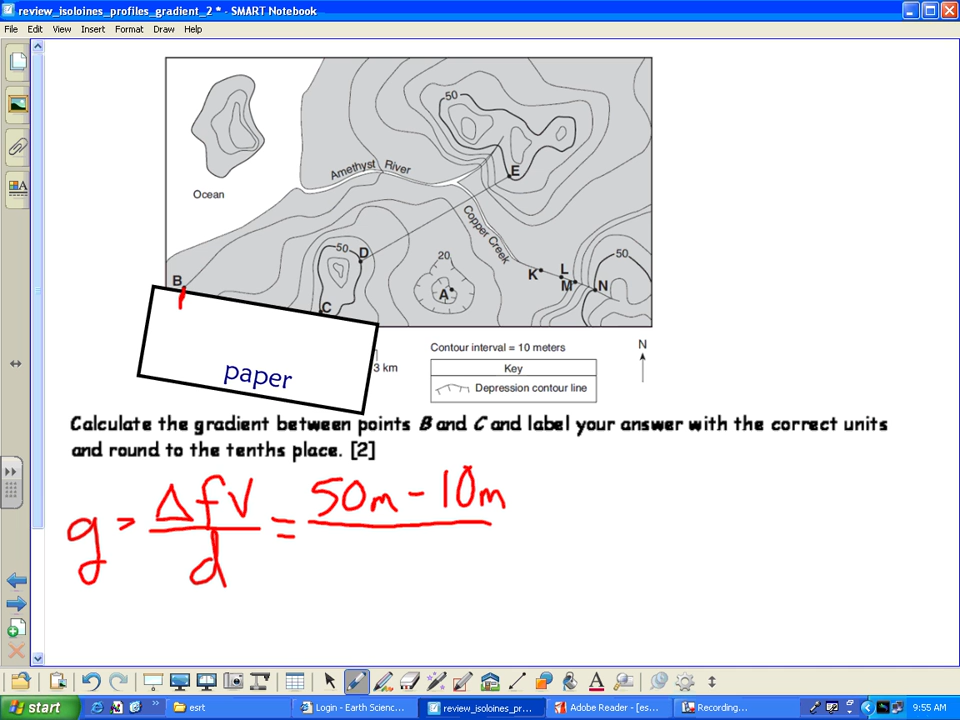 review_isoloines_profiles_gradient_2 * - SMART Notebook
File Edit View Insert Format Draw Help
50
Amethyst River
E
Ocean
Copper Creek
50
D
20
50
K
L
M
N
B
A
C
paper
3 km
Contour interval = 10 meters
Key
Depression contour line
N
Calculate the gradient between points B and C and label your answer with the correct units
and round to the tenths place. [2]
g = ΔfV / d = 50m - 10m
start
esrt
Login - Earth Scienc...
review_isoloines_pr...
Adobe Reader - [es...
Recording...
9:55 AM